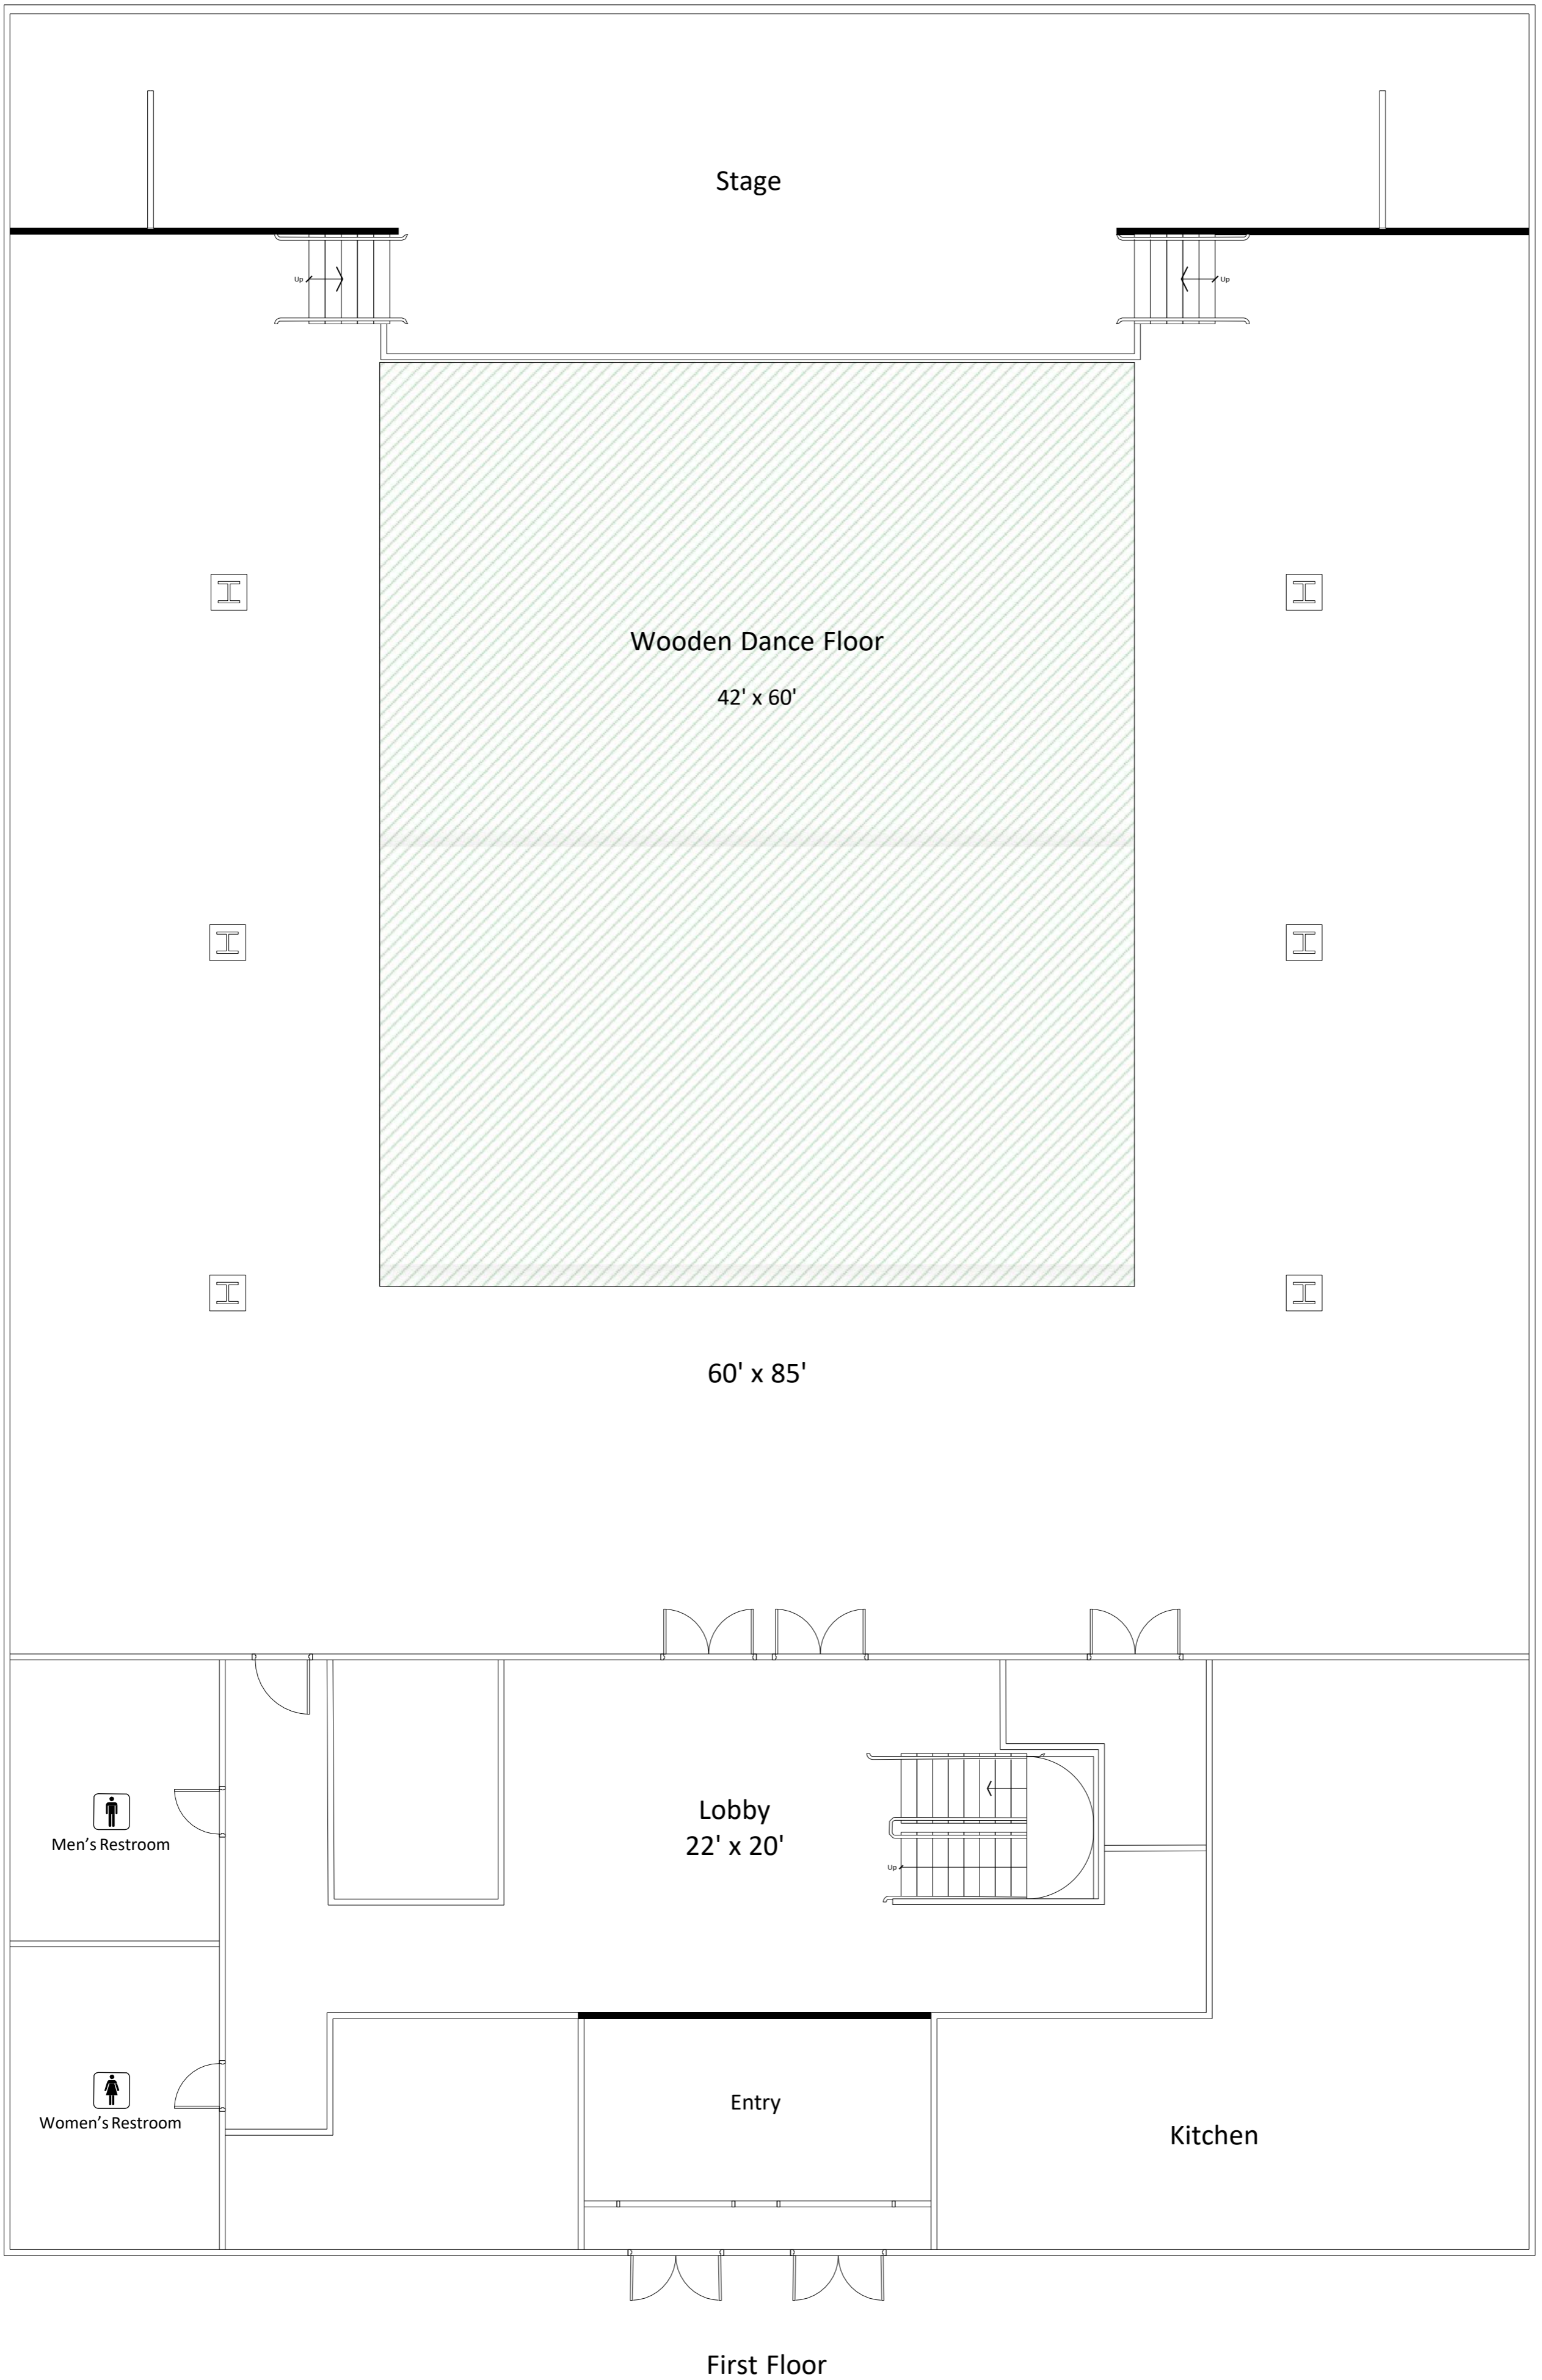 Stage
Up
Up
Wooden Dance Floor
42' x 60'
60' x 85'
Men's Restroom
Lobby
22' x 20'
Up
Women's Restroom
Entry
Kitchen
First Floor